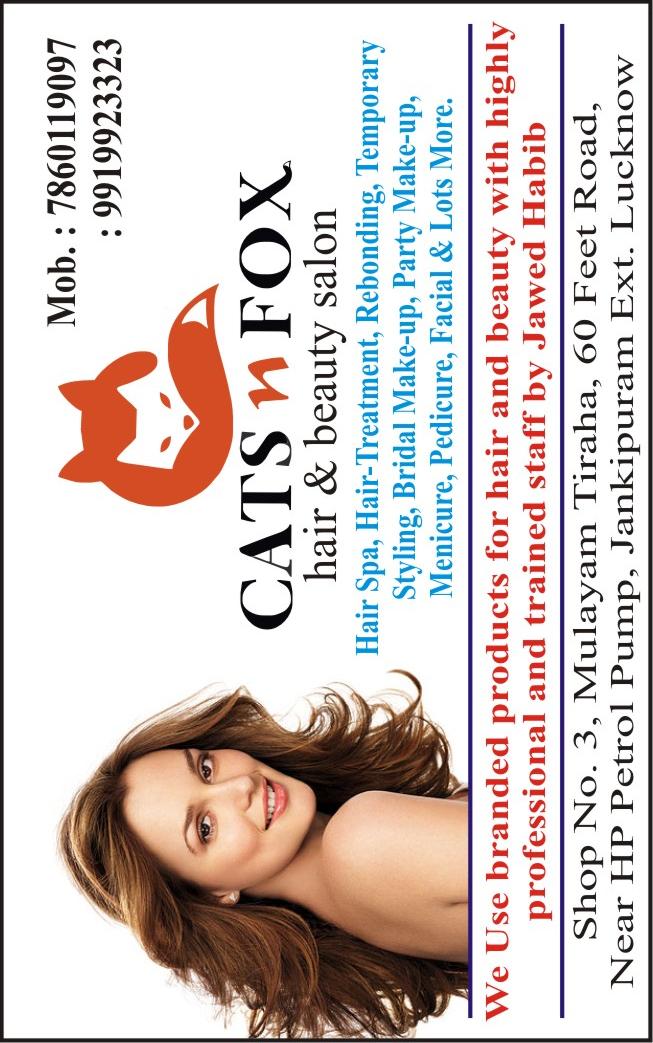 Mob. : 7860119097
: 9919923323
CATS n FOX
hair & beauty salon
Hair Spa, Hair-Treatment, Rebonding, Temporary
Styling, Bridal Make-up, Party Make-up,
Menicure, Pedicure, Facial & Lots More.
We Use branded products for hair and beauty with highly
professional and trained staff by Jawed Habib
Shop No. 3, Mulayam Tiraha, 60 Feet Road,
Near HP Petrol Pump, Jankipuram Ext. Lucknow